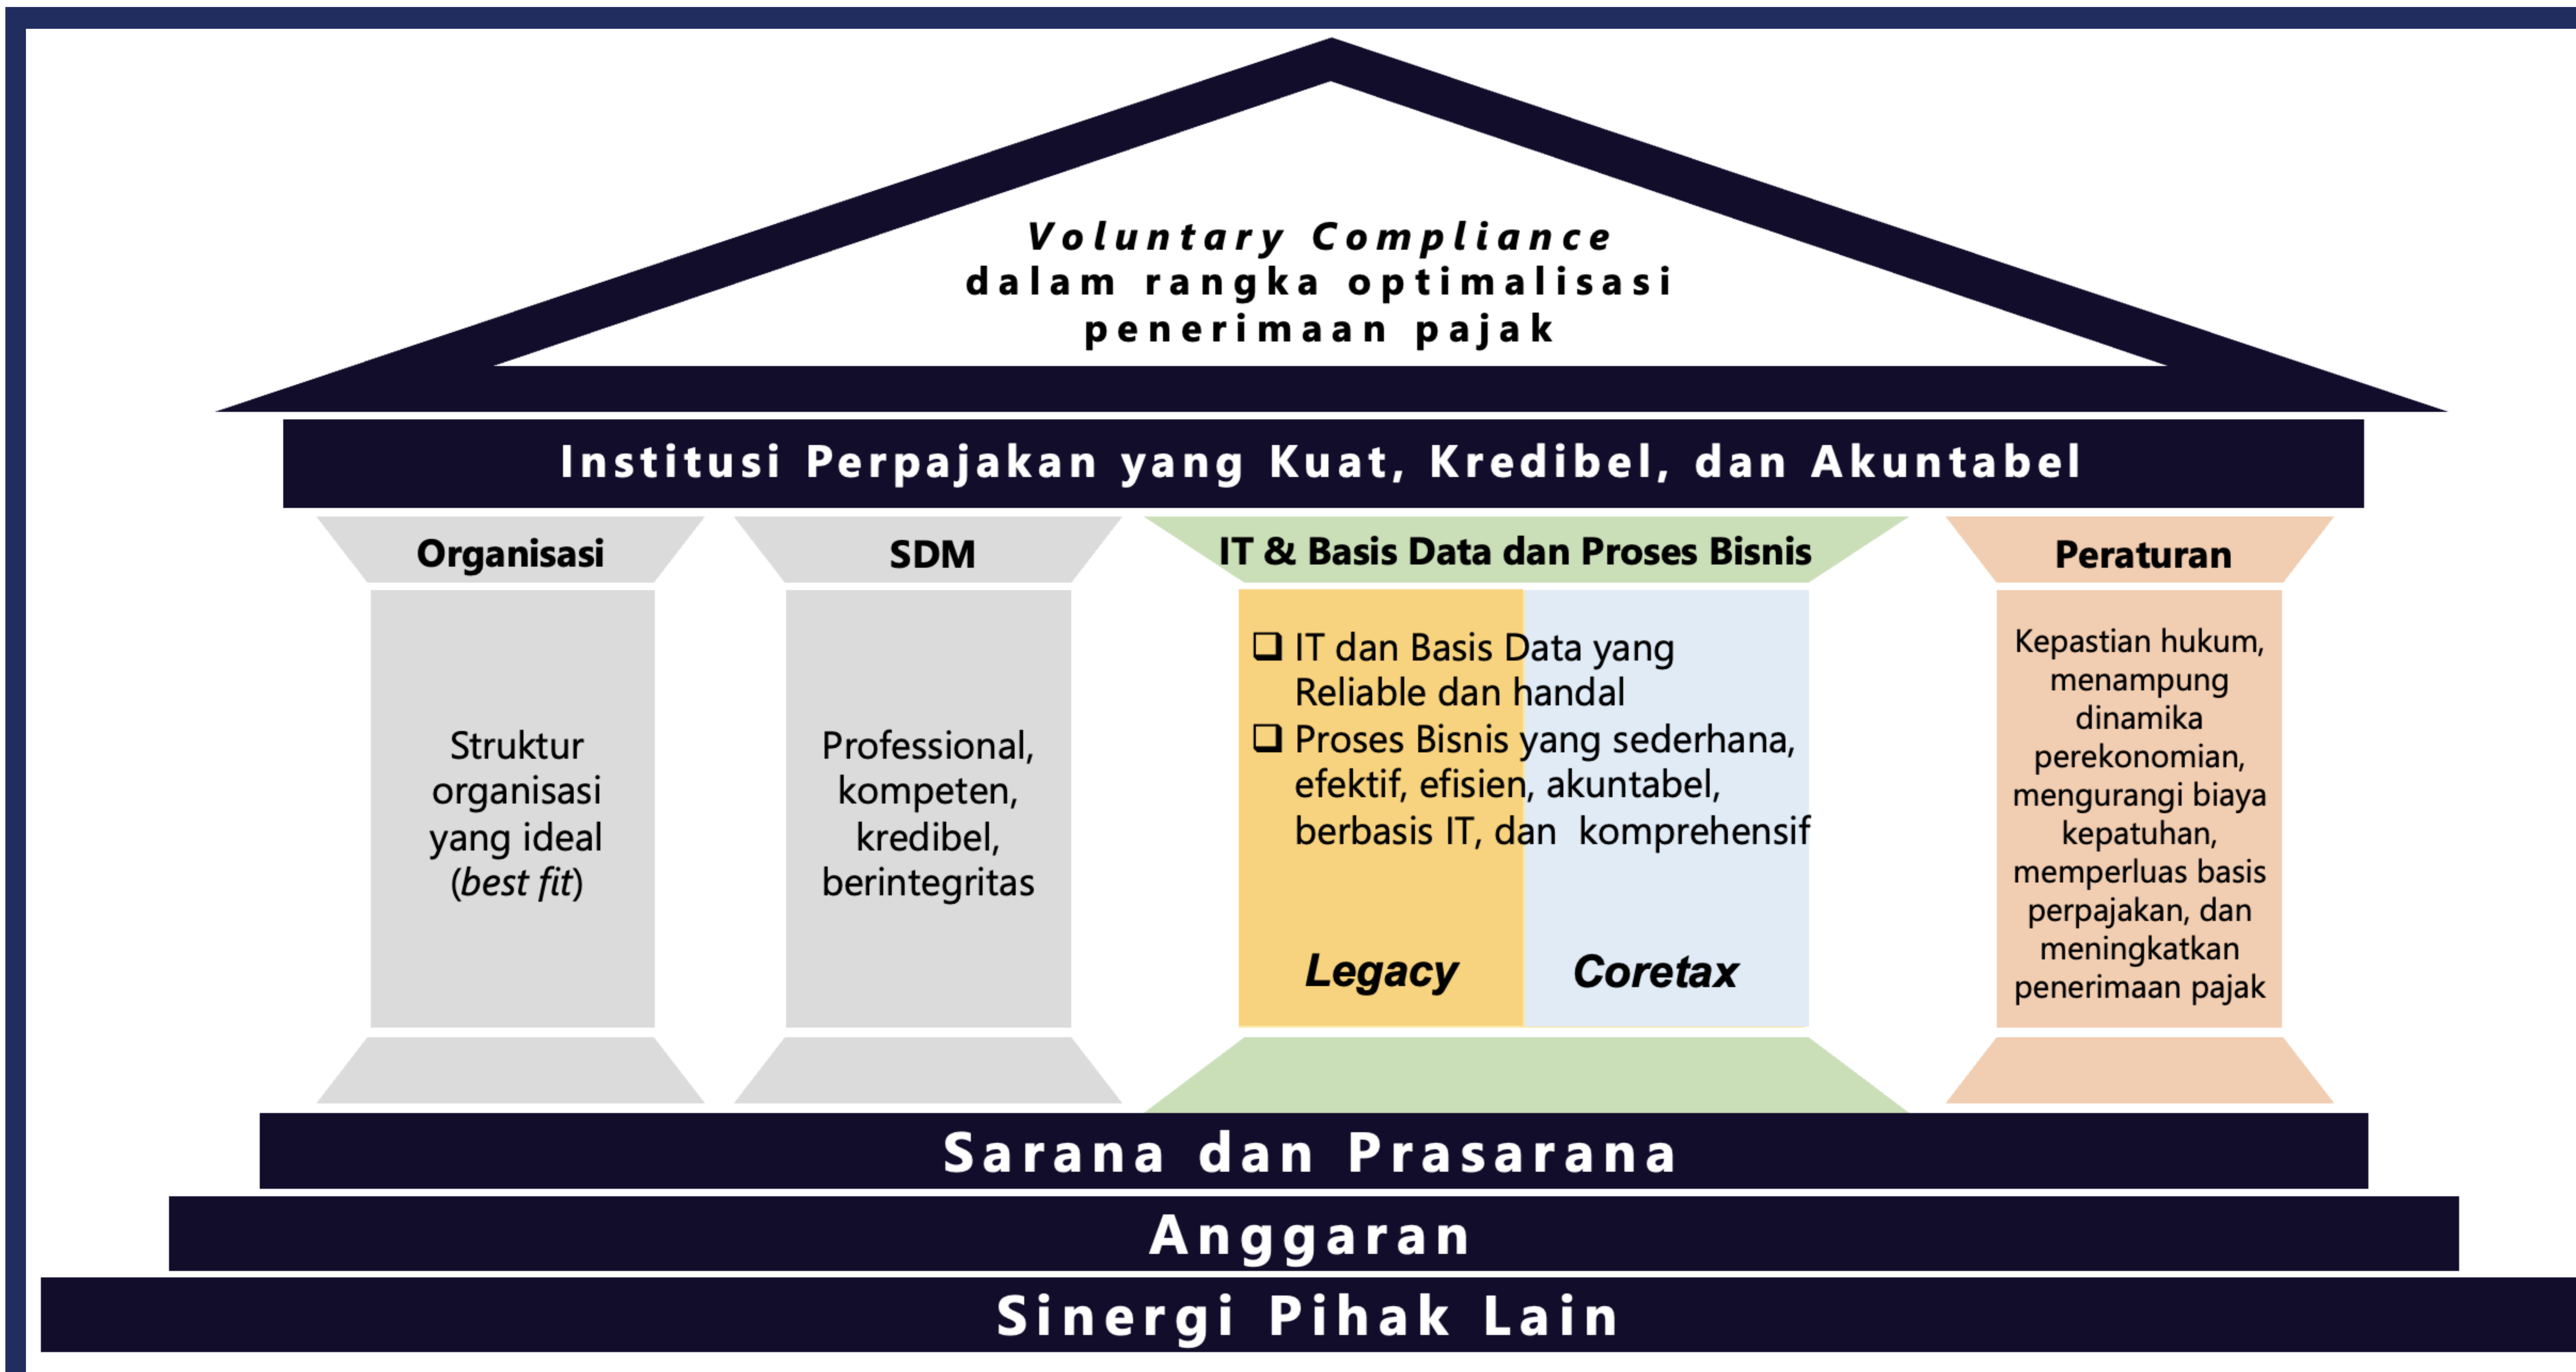 Voluntary Compliance
dalam rangka optimalisasi
penerimaan pajak
Institusi Perpajakan yang Kuat, Kredibel, dan Akuntabel
Organisasi
Struktur
organisasi
yang ideal
(best fit)
SDM
Professional,
kompeten,
kredibel,
berintegritas
IT & Basis Data dan Proses Bisnis
❑ IT dan Basis Data yang
Reliable dan handal
❑ Proses Bisnis yang sederhana,
efektif, efisien, akuntabel,
berbasis IT, dan komprehensif
Legacy
Coretax
Peraturan
Kepastian hukum,
menampung
dinamika
perekonomian,
mengurangi biaya
kepatuhan,
memperluas basis
perpajakan, dan
meningkatkan
penerimaan pajak
Sarana dan Prasarana
Anggaran
Sinergi Pihak Lain